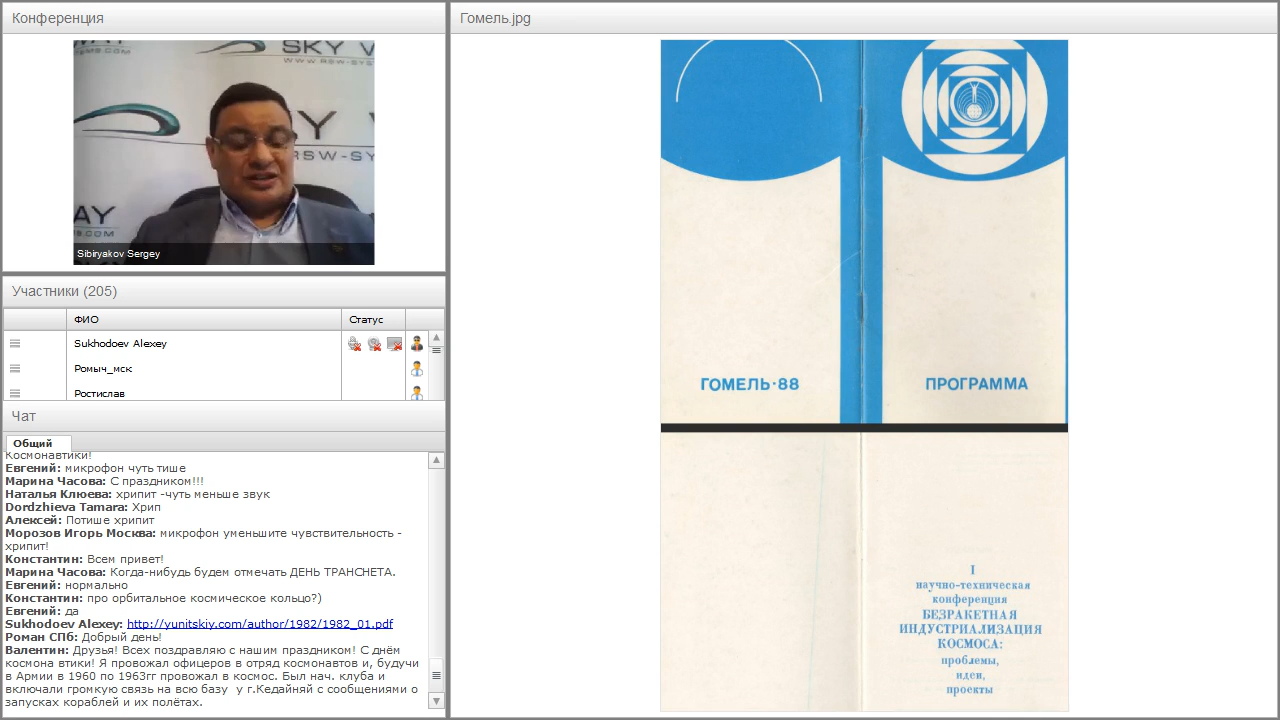 Конференция
SKY W
WWW.RSW-SYS
Y W
RSW-SY
WAY
Sibiryakov Sergey
Участники (205)
ФИО
Статус
Sukhodoev Alexey
Ромыч_мск
Ростислав
Чат
Общий
Космонавтики!
Евгений: микрофон чуть тише
Марина Часова: С праздником!!!
Наталья Клюева: хрипит -чуть меньше звук
Dordzhieva Tamara: Хрип
Алексей: Потише хрипит
Морозов Игорь Москва: микрофон уменьшите чувствительность -
хрипит!
Константин: Всем привет!
Марина Часова: Когда-нибудь будем отмечать ДЕНЬ ТРАНСНЕТА.
Евгений: нормально
Константин: про орбитальное космическое кольцо?)
Евгений: да
Sukhodoev Alexey: http://yunitskiy.com/author/1982/1982_01.pdf
Роман СПб: Добрый день!
Валентин: Друзья! Всех поздравляю с нашим праздником! С днём
космона втики! Я провожал офицеров в отряд космонавтов и, будучи
в Армии в 1960 по 1963гг провожал в космос. Был нач. клуба и
включали громкую связь на всю базу у г.Кедайняй с сообщениями о
запусках кораблей и их полётах.
Гомель.jpg
ГОМЕЛЬ·88
ПРОГРАММА
I
научно-техническая
конференция
БЕЗРАКЕТНАЯ
ИНДУСТРИАЛИЗАЦИЯ
КОСМОСА:
проблемы,
идеи,
проекты